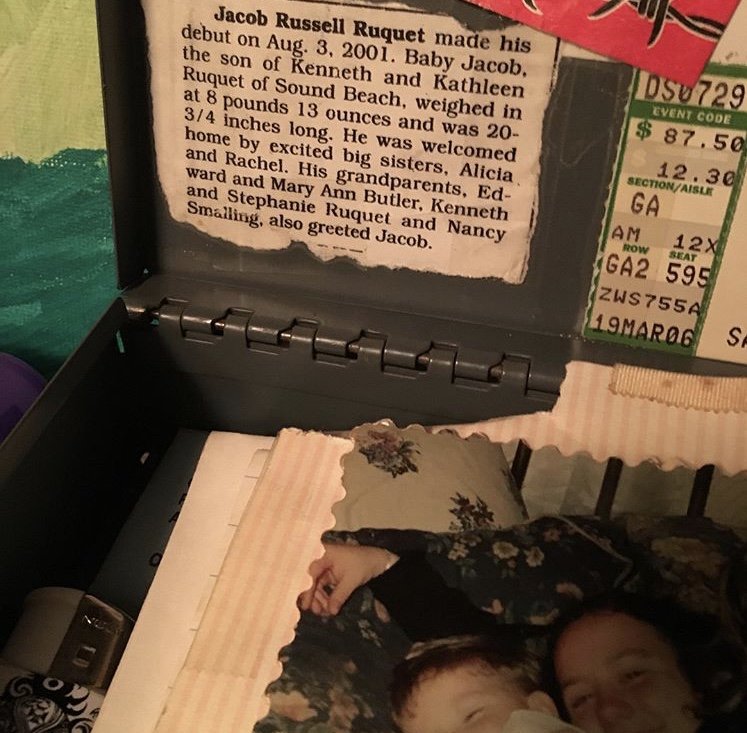 Jacob Russell Ruquet made his
debut on Aug. 3, 2001. Baby Jacob,
the son of Kenneth and Kathleen
Ruquet of Sound Beach, weighed in
at 8 pounds 13 ounces and was 20-
3/4 inches long. He was welcomed
home by excited big sisters, Alicia
and Rachel. His grandparents, Ed-
ward and Mary Ann Butler, Kenneth
and Stephanie Ruquet and Nancy
Smalling, also greeted Jacob.
DS0729
EVENT CODE
$ 87.50
12.30
SECTION/AISLE
GA
AM 12X
ROW SEAT
GA2 595
ZWS755A
19MAR06